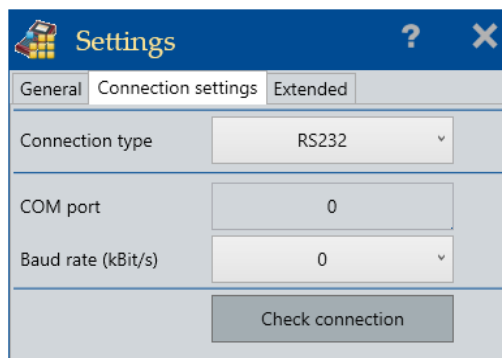 Settings ? ×
General Connection settings Extended
Connection type RS232
COM port 0
Baud rate (kBit/s) 0
Check connection